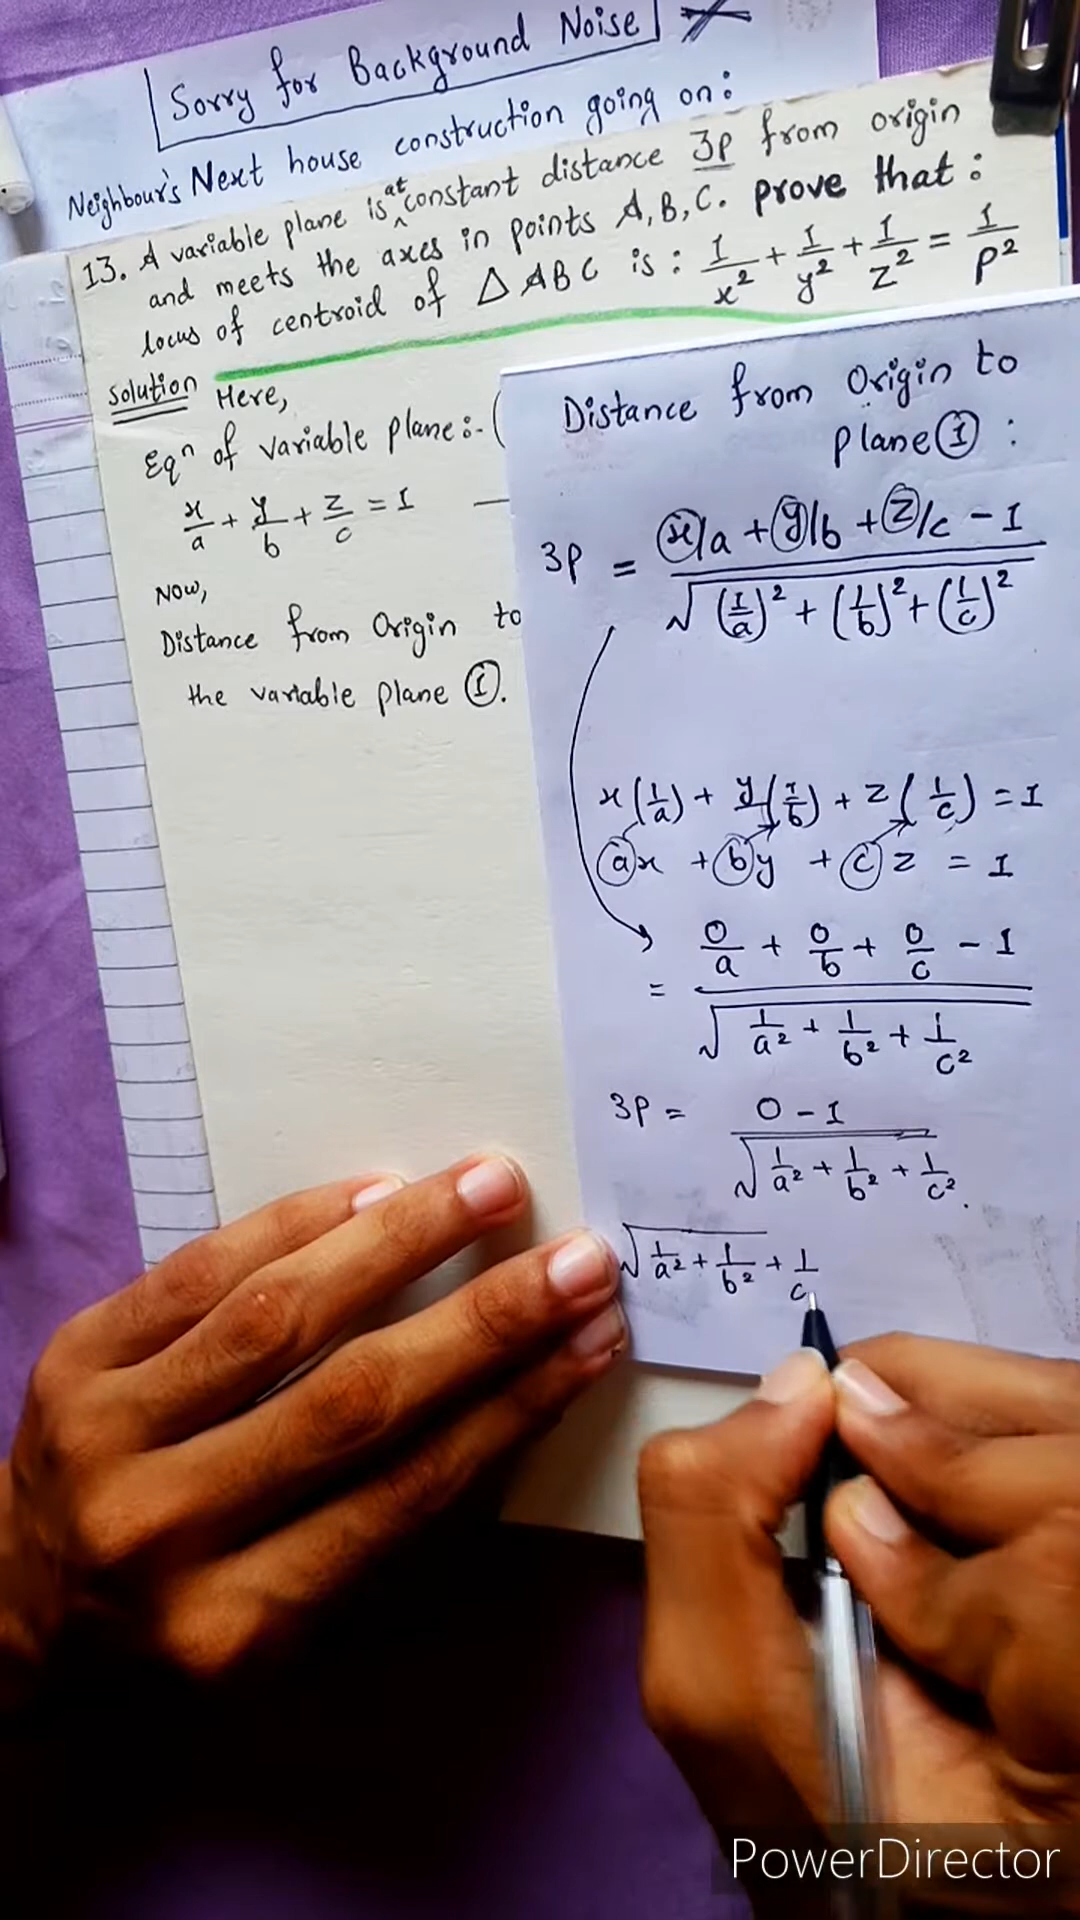 Sorry for Background Noise
Neighbour's Next house construction going on:
13. A variable plane is at constant distance 3p from origin
and meets the axes in points A, B, C. prove that:
locus of centroid of △ ABC is: 1/x² + 1/y² + 1/z² = 1/p²
Solution Here,
Eqⁿ of variable plane:- (
x/a + y/b + z/c = 1 —
Now,
Distance from Origin to
the variable plane ①.
Distance from Origin to
plane ① :
3p = (x/a + y/b + z/c - 1) / √((1/a)² + (1/b)² + (1/c)²)
x(1/a) + y(1/b) + z(1/c) = 1
ax + by + cz = 1
= (0/a + 0/b + 0/c - 1) / √(1/a² + 1/b² + 1/c²)
3p = (0 - 1) / √(1/a² + 1/b² + 1/c²).
√(1/a² + 1/b² + 1/c
PowerDirector